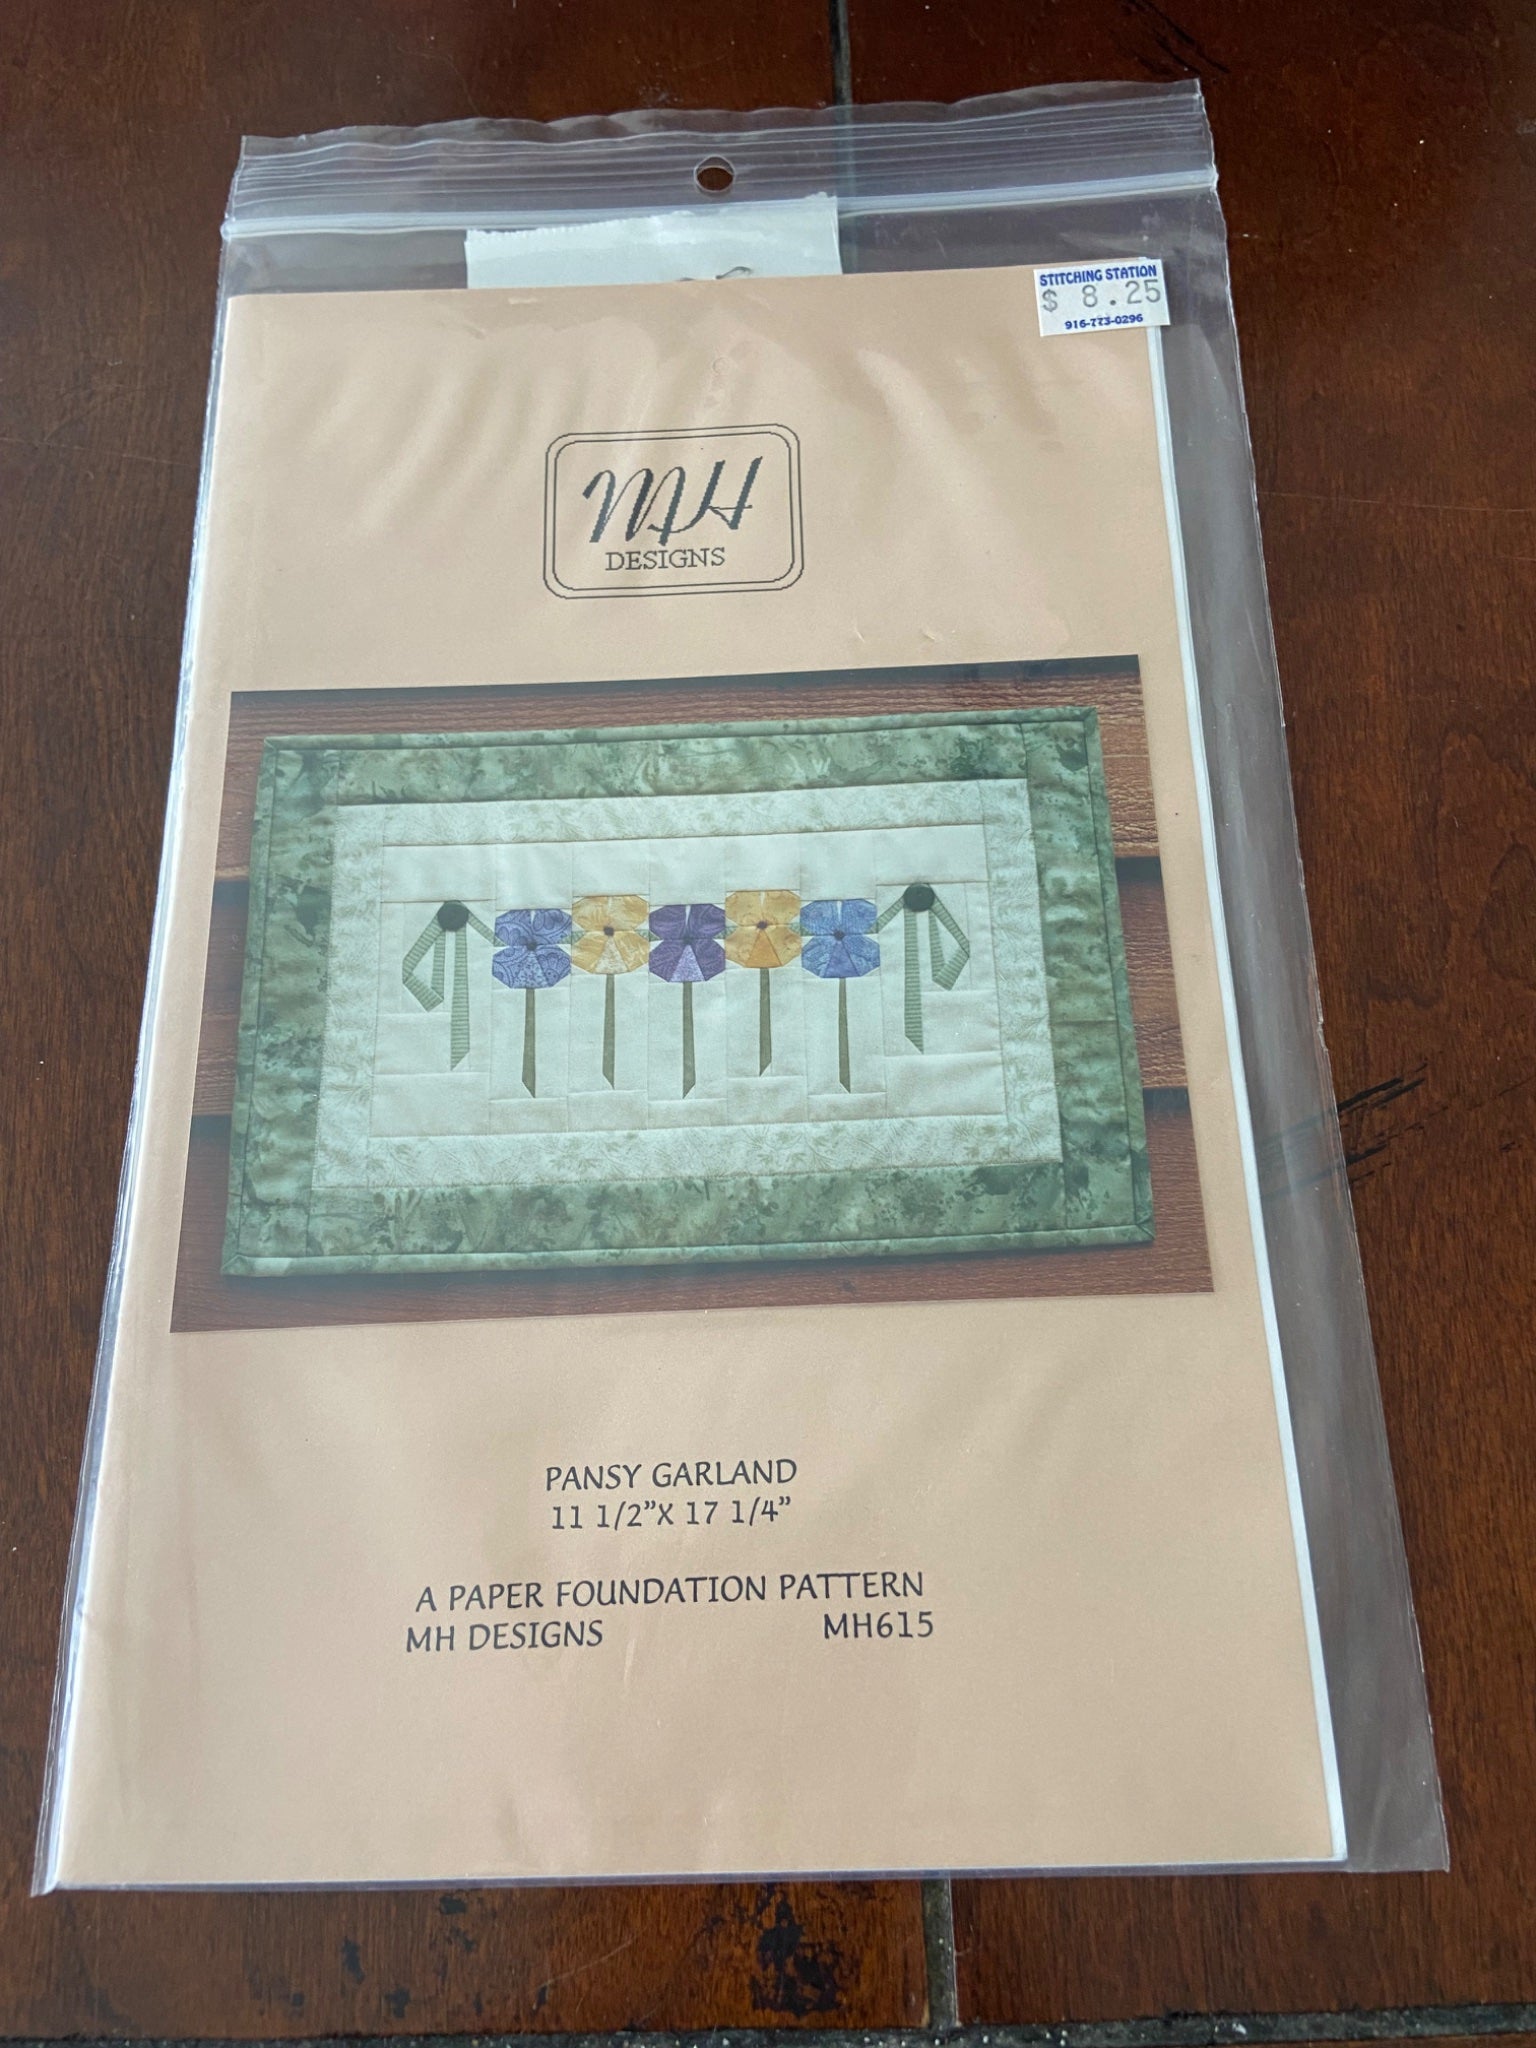 STITCHING STATION
$ 8.25
916-773-0296
MH
DESIGNS
PANSY GARLAND
11 1/2”X 17 1/4”
A PAPER FOUNDATION PATTERN
MH DESIGNS MH615